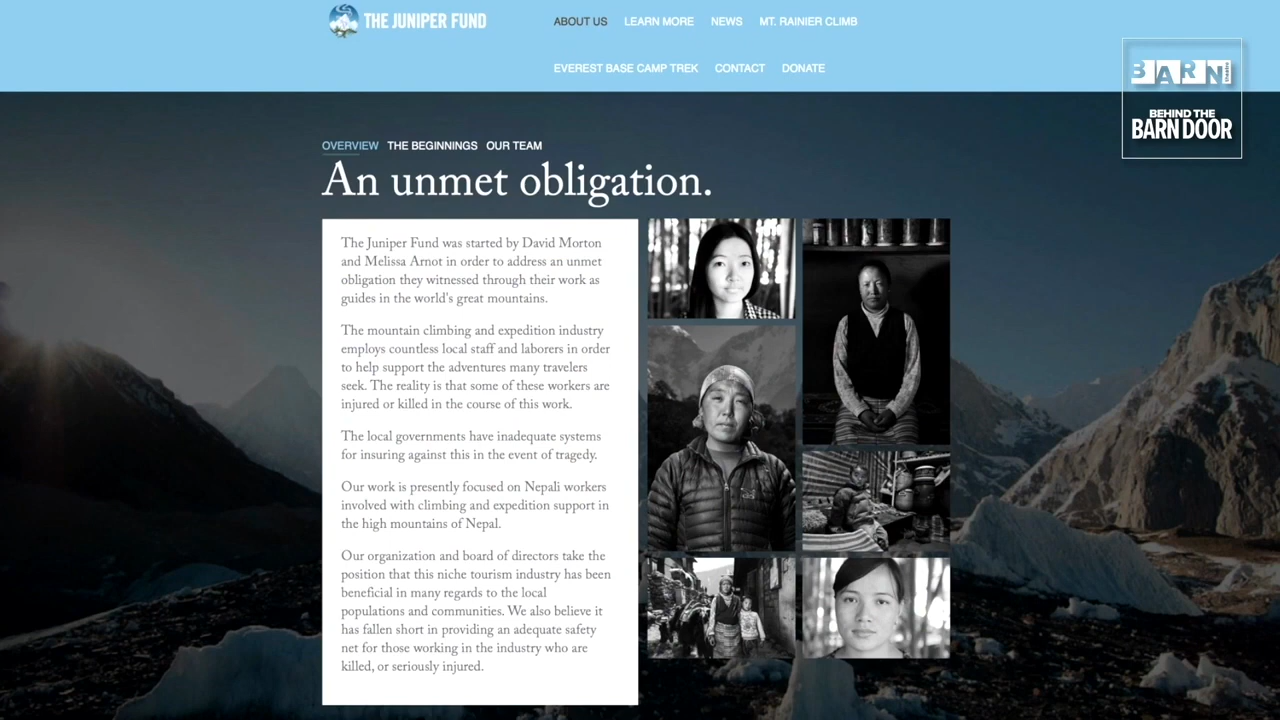 THE JUNIPER FUND
ABOUT US LEARN MORE NEWS MT. RAINIER CLIMB
EVEREST BASE CAMP TREK CONTACT DONATE
BARN
theatre
BEHIND THE
BARN DOOR
OVERVIEW THE BEGINNINGS OUR TEAM
An unmet obligation.
The Juniper Fund was started by David Morton
and Melissa Arnot in order to address an unmet
obligation they witnessed through their work as
guides in the world's great mountains.
The mountain climbing and expedition industry
employs countless local staff and laborers in order
to help support the adventures many travelers
seek. The reality is that some of these workers are
injured or killed in the course of this work.
The local governments have inadequate systems
for insuring against this in the event of tragedy.
Our work is presently focused on Nepali workers
involved with climbing and expedition support in
the high mountains of Nepal.
Our organization and board of directors take the
position that this niche tourism industry has been
beneficial in many regards to the local
populations and communities. We also believe it
has fallen short in providing an adequate safety
net for those working in the industry who are
killed, or seriously injured.